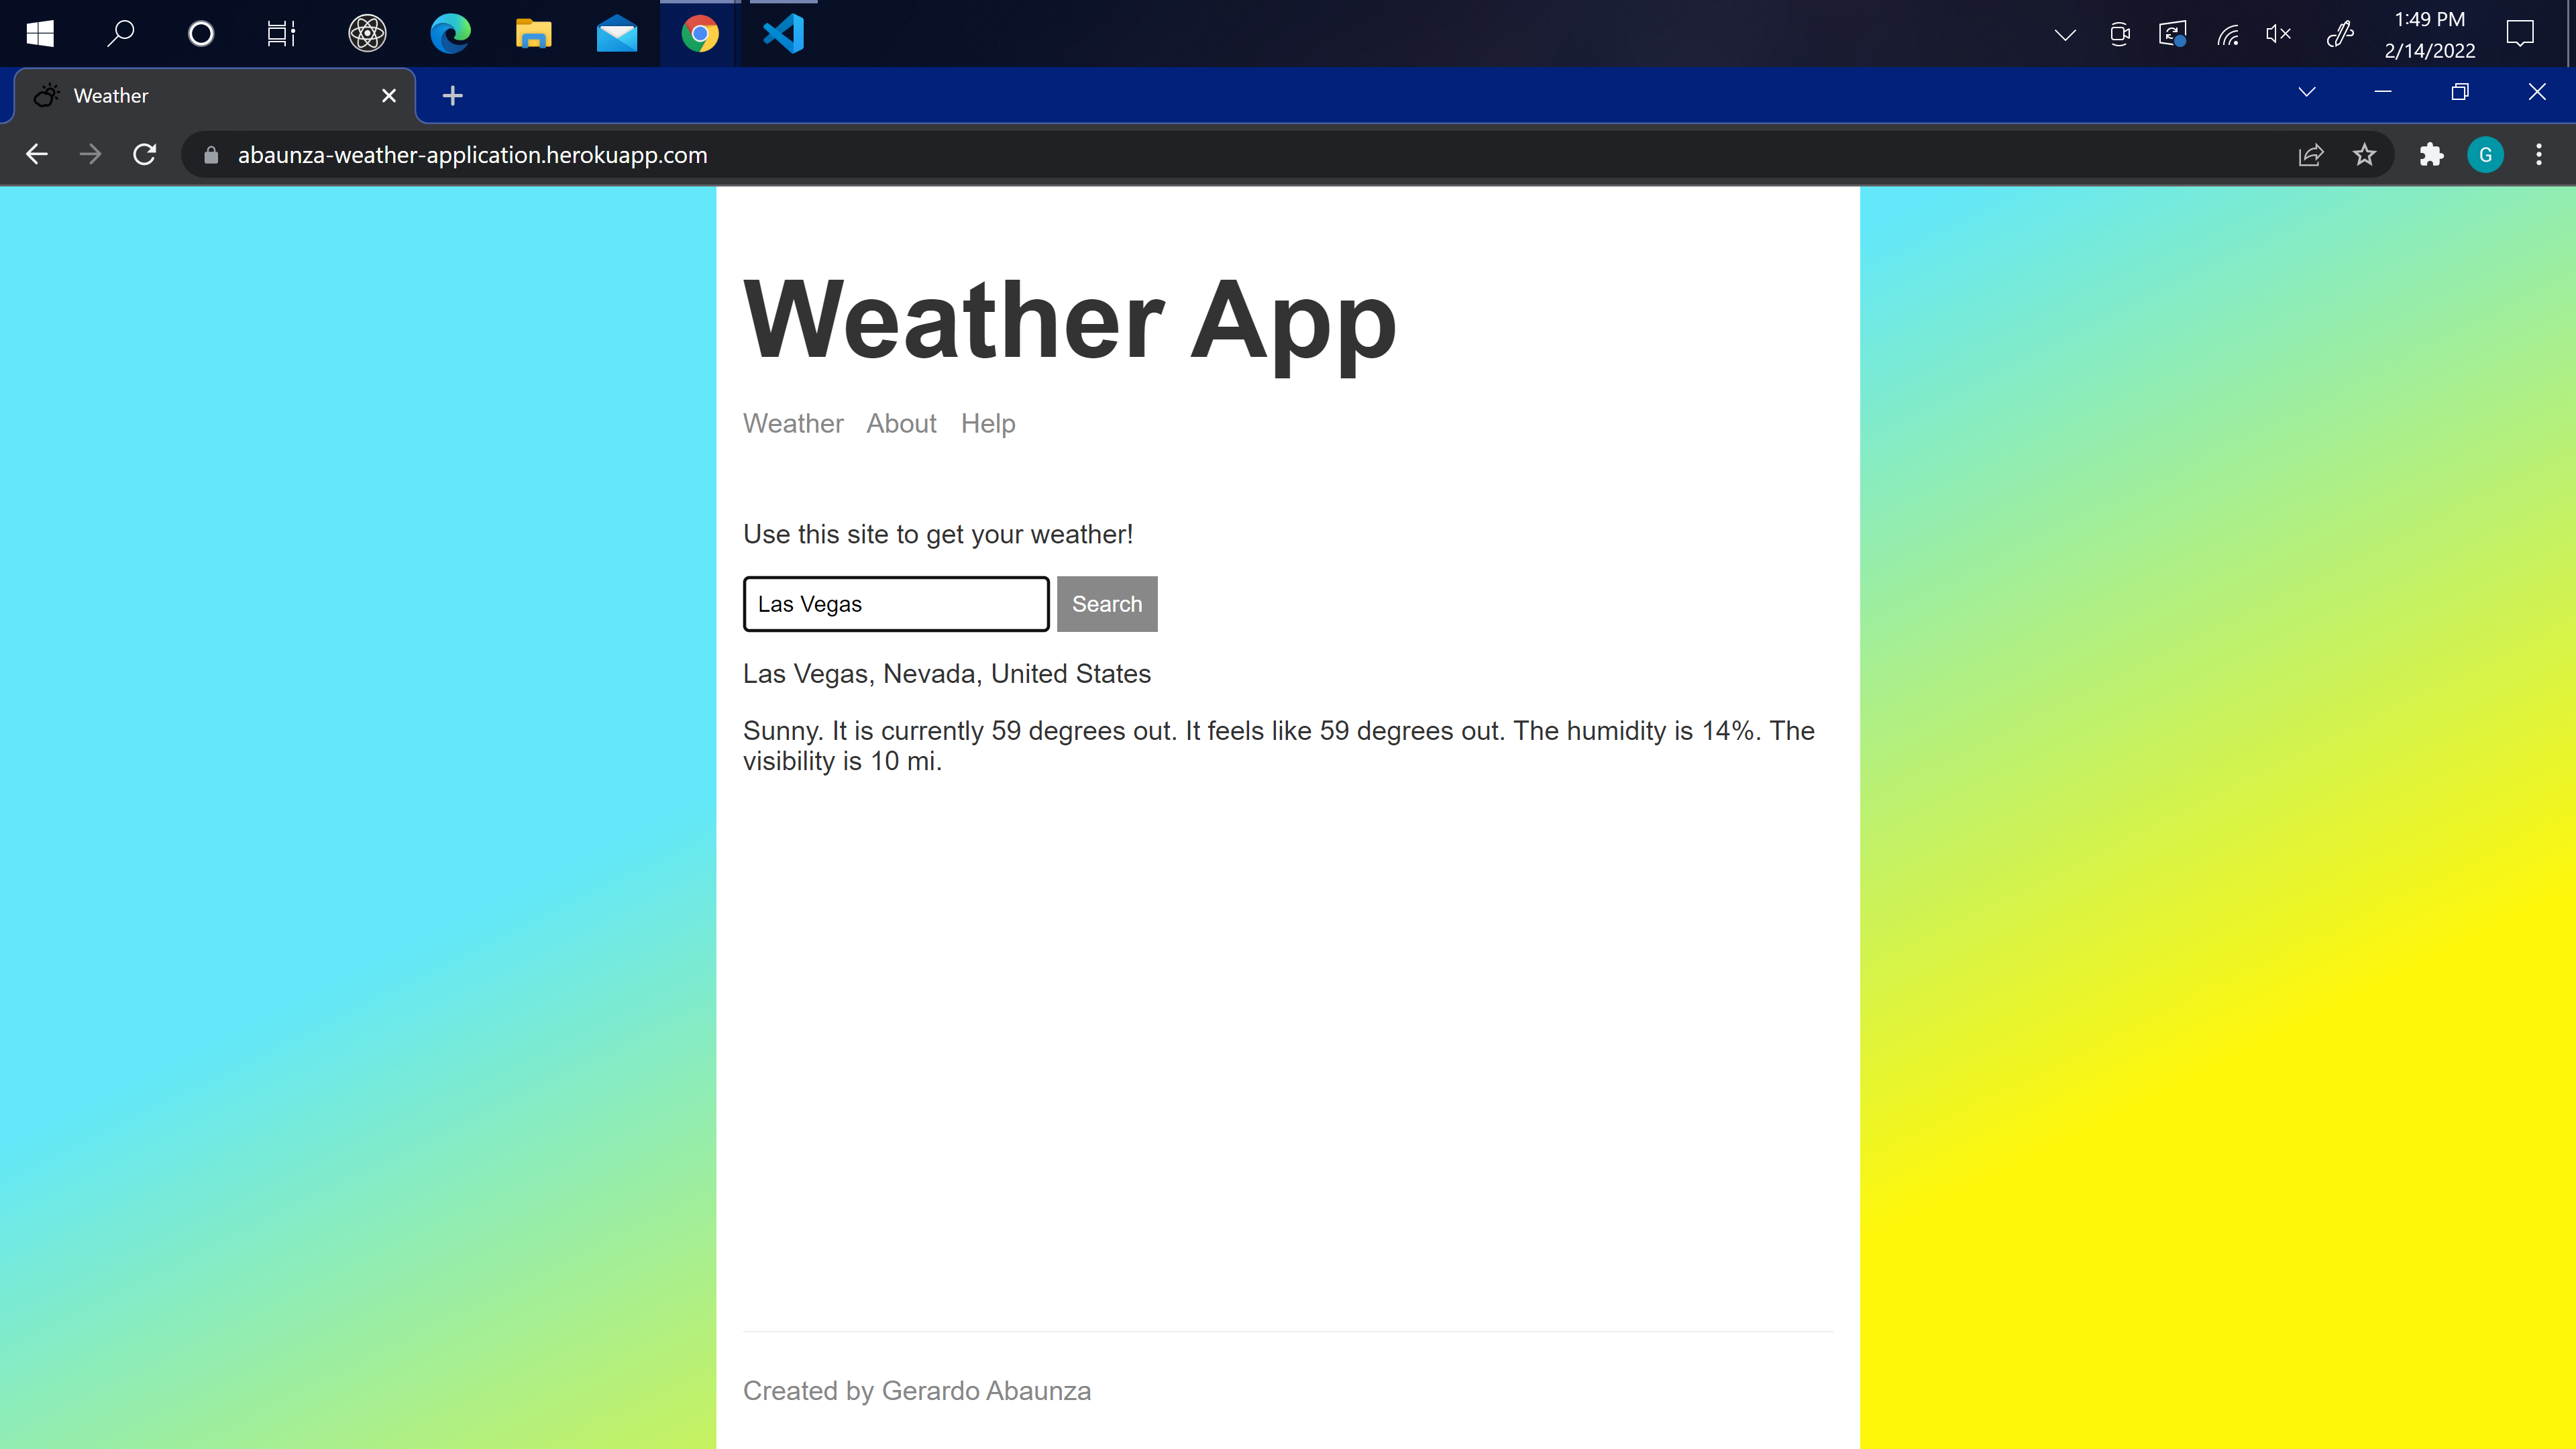 1:49 PM
2/14/2022
Weather
abaunza-weather-application.herokuapp.com
G
Weather App
Weather About Help
Use this site to get your weather!
Las Vegas Search
Las Vegas, Nevada, United States
Sunny. It is currently 59 degrees out. It feels like 59 degrees out. The humidity is 14%. The
visibility is 10 mi.
Created by Gerardo Abaunza